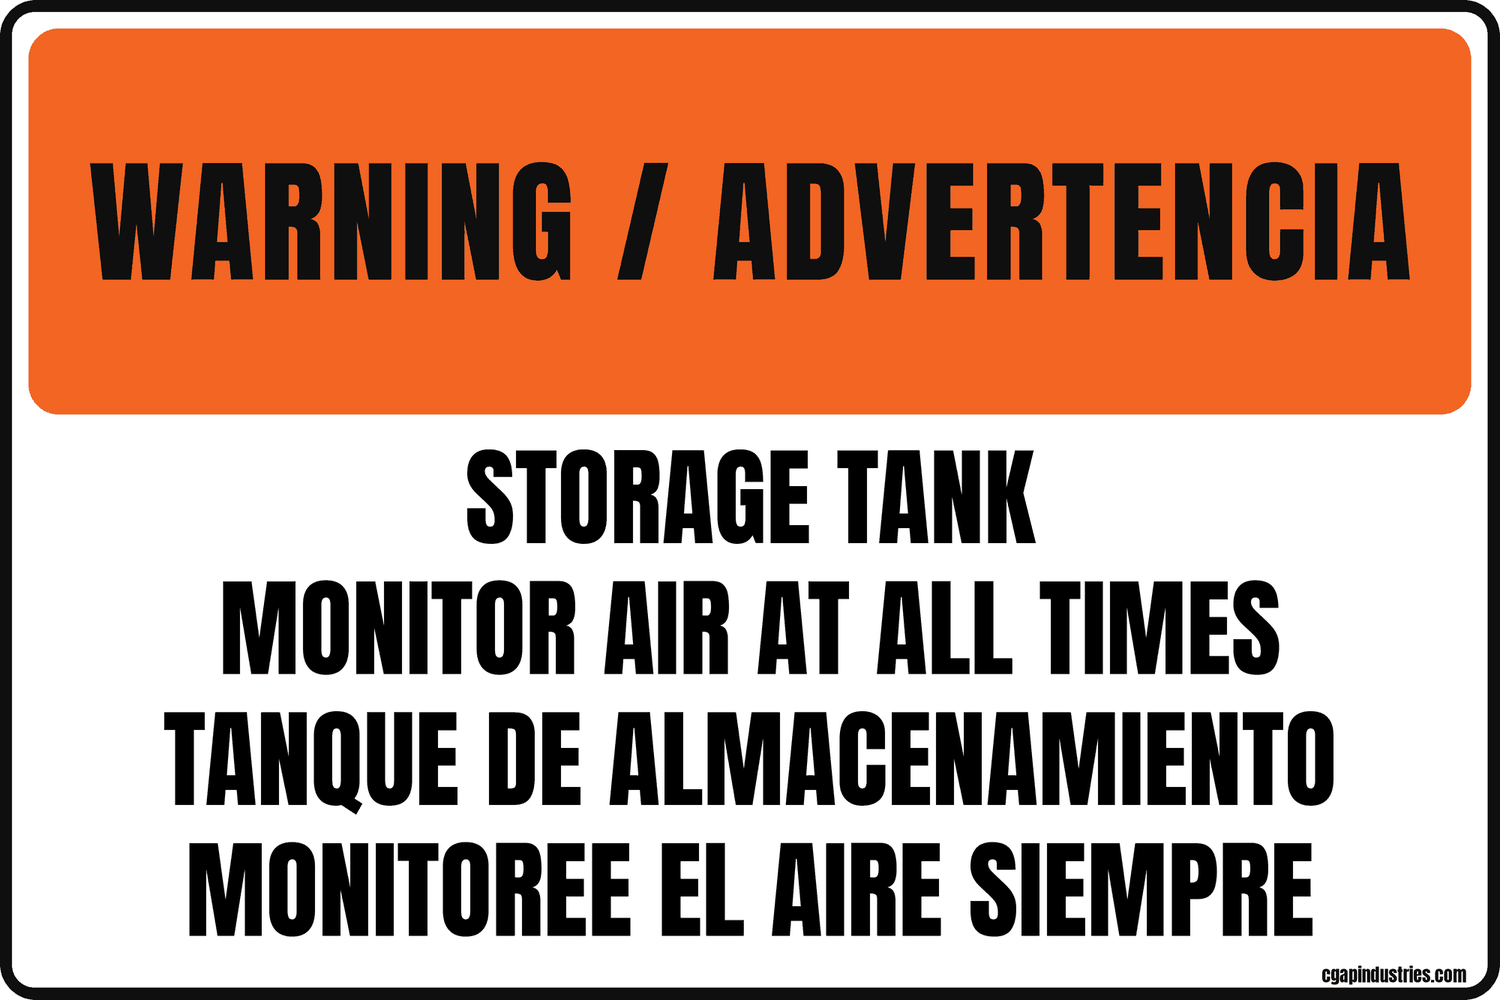 WARNING / ADVERTENCIA
STORAGE TANK
MONITOR AIR AT ALL TIMES
TANQUE DE ALMACENAMIENTO
MONITOREE EL AIRE SIEMPRE
cgapindustries.com